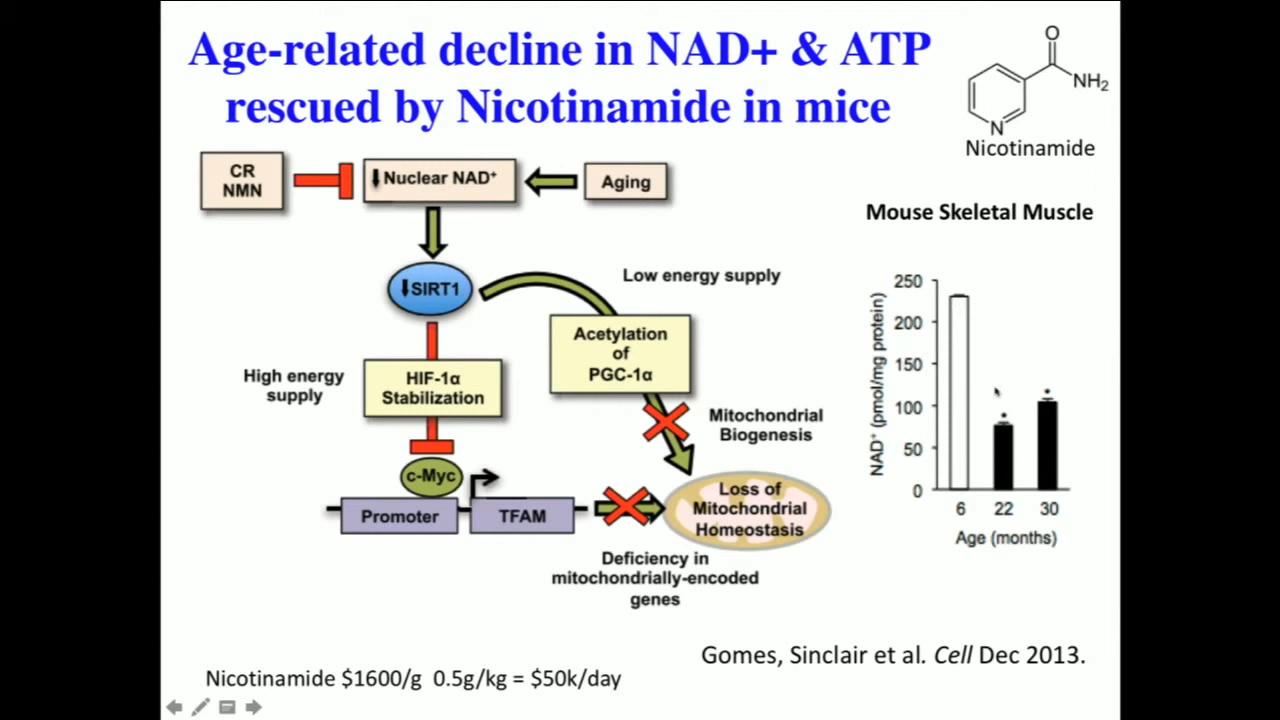 Age-related decline in NAD+ & ATP
rescued by Nicotinamide in mice
O
NH2
N
Nicotinamide
CR
NMN
Nuclear NAD+
Aging
Mouse Skeletal Muscle
SIRT1
Low energy supply
Acetylation
of
PGC-1α
High energy
supply
HIF-1α
Stabilization
Mitochondrial
Biogenesis
c-Myc
Promoter
TFAM
Loss of
Mitochondrial
Homeostasis
Deficiency in
mitochondrially-encoded
genes
NAD+ (pmol/mg protein)
250
200
150
100
50
0
* *
6 22 30
Age (months)
Gomes, Sinclair et al. Cell Dec 2013.
Nicotinamide $1600/g 0.5g/kg = $50k/day